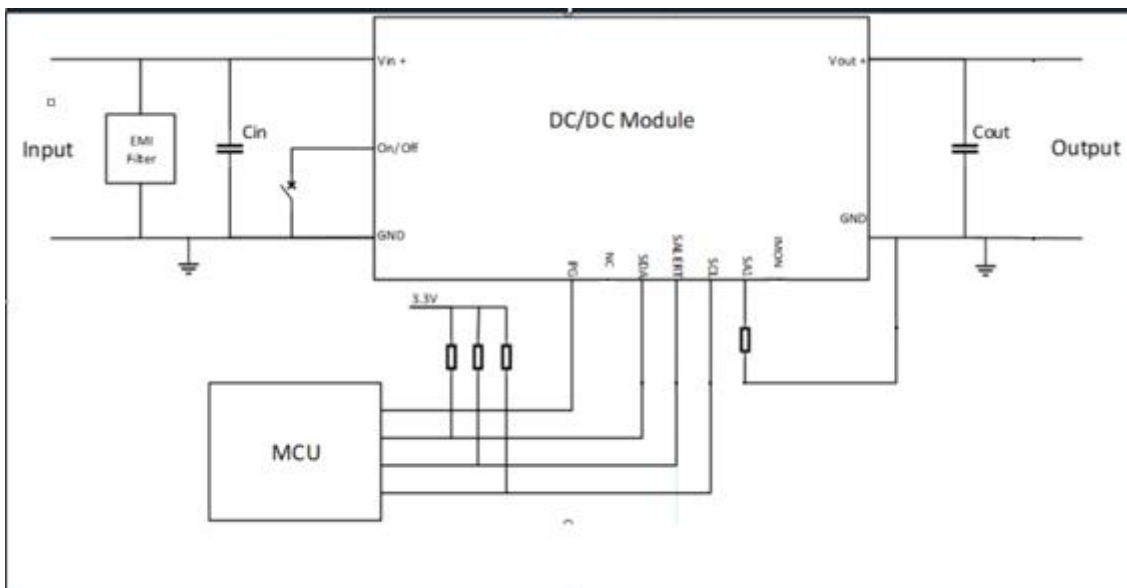 Vin +
Vout +
DC/DC Module
Cin
Cout
EMI
Filter
Input
On/Off
Output
GND
GND
PG
NC
SDA
SALERT
SCL
SA1
IMON
3.3V
MCU